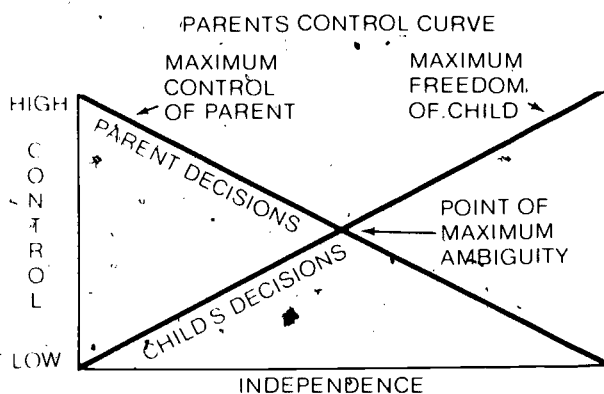 PARENTS CONTROL CURVE
MAXIMUM
CONTROL
OF PARENT
MAXIMUM
FREEDOM
OF CHILD
HIGH
CONTROL
PARENT DECISIONS
POINT OF
MAXIMUM
AMBIGUITY
CHILD'S DECISIONS
LOW
INDEPENDENCE